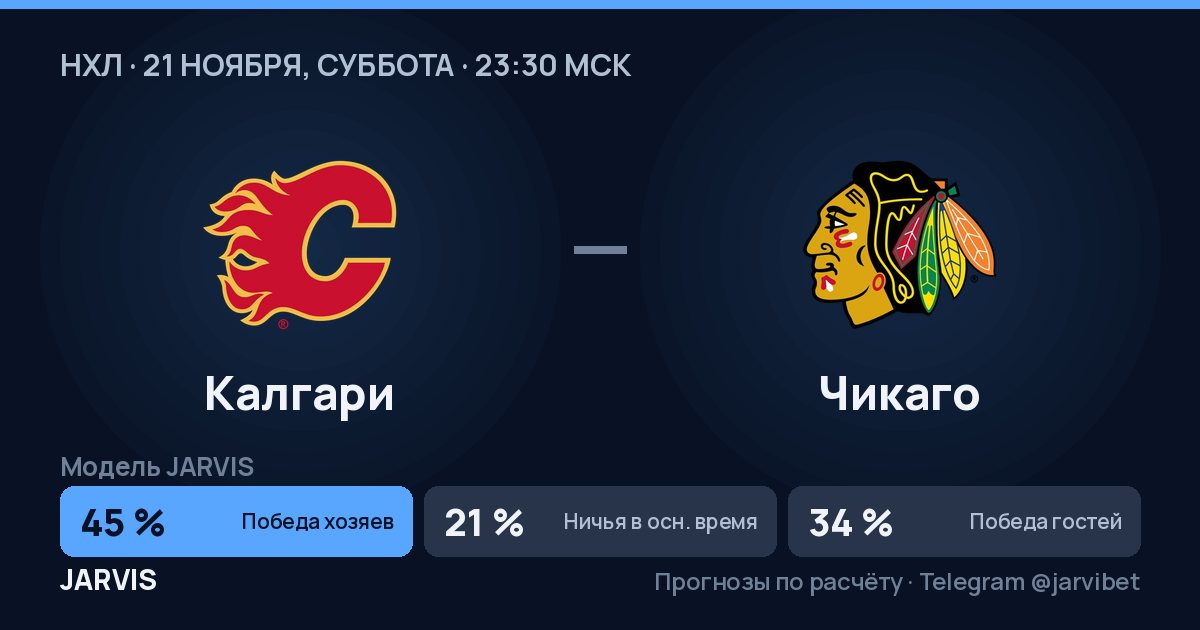 НХЛ · 21 НОЯБРЯ, СУББОТА · 23:30 МСК
C
®
®
—
Калгари
Чикаго
Модель JARVIS
45 % Победа хозяев
21 % Ничья в осн. время
34 % Победа гостей
JARVIS
Прогнозы по расчёту · Telegram @jarvibet